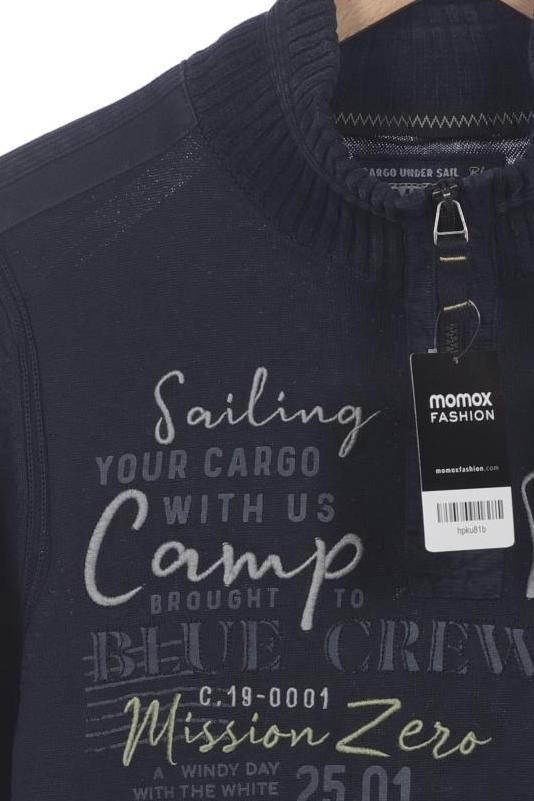 CARGO UNDER SAIL
momox
FASHION
momoxfashion.com
hpku81b
Sailing
YOUR CARGO
WITH US
Camp
BROUGHT TO
BLUE CREW
C.19-0001
Mission Zero
A WINDY DAY
WITH THE WHITE
25.01